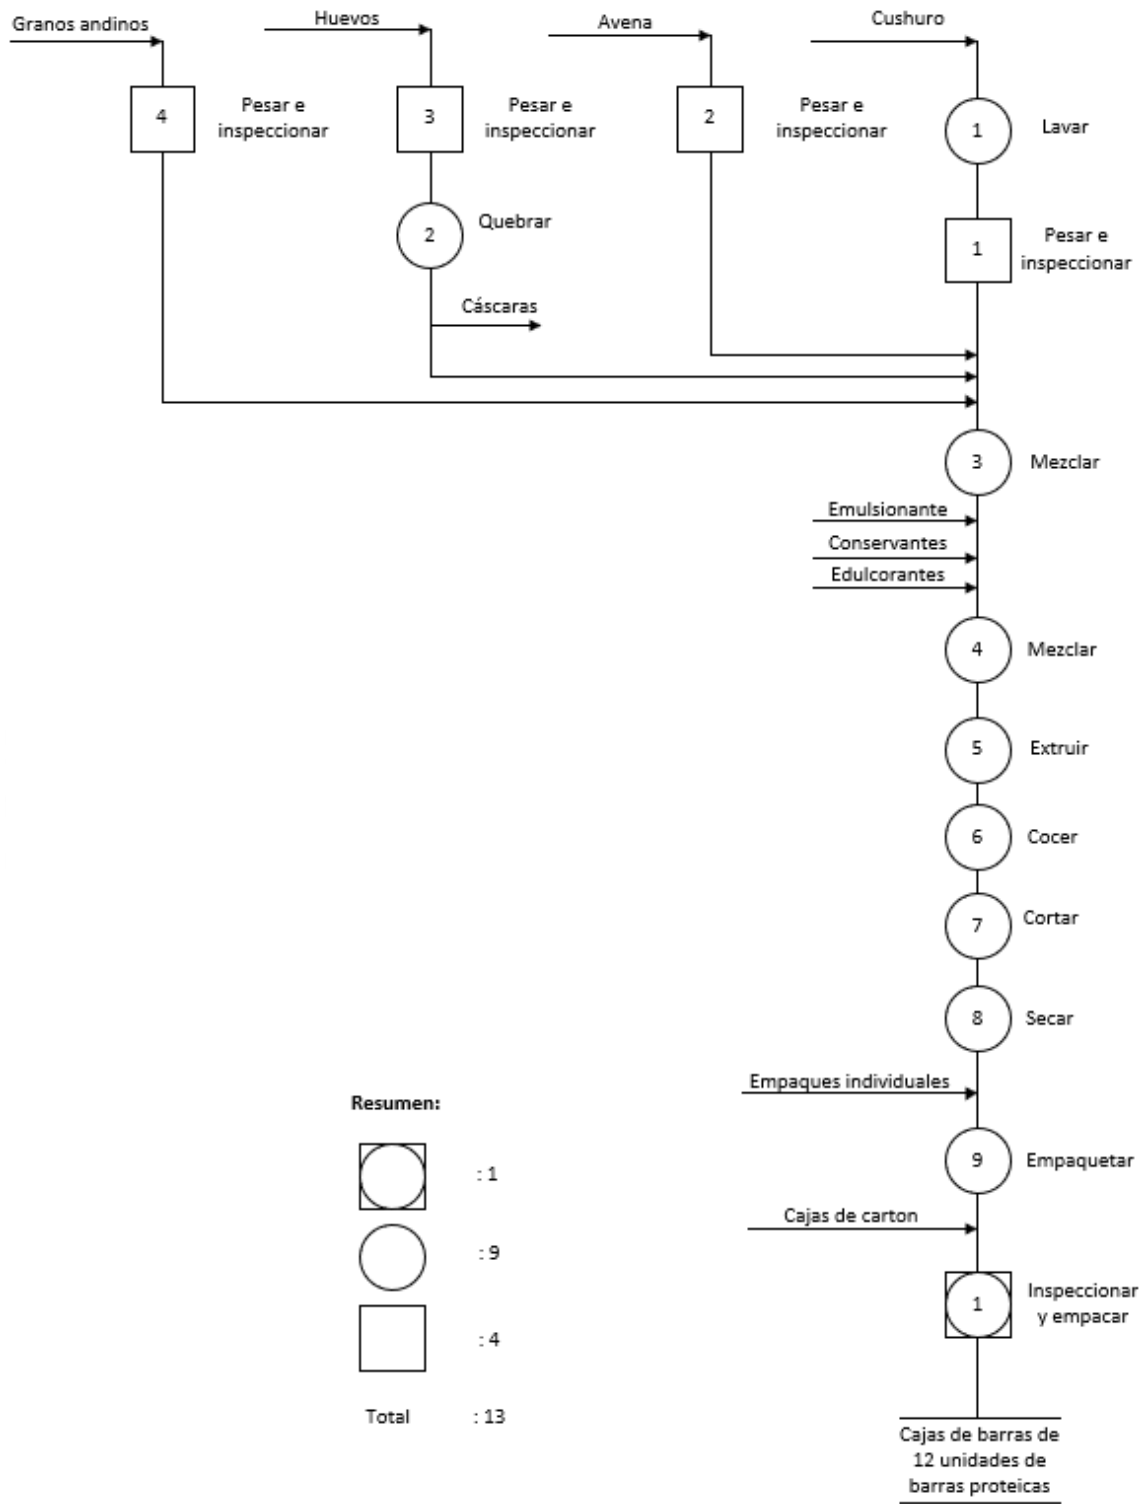 Granos andinos
Huevos
Avena
Cushuro
4
Pesar e
inspeccionar
3
Pesar e
inspeccionar
2
Pesar e
inspeccionar
1
Lavar
2
Quebrar
1
Pesar e
inspeccionar
Cáscaras
3
Mezclar
Emulsionante
Conservantes
Edulcorantes
4
Mezclar
5
Extruir
6
Cocer
7
Cortar
8
Secar
Empaques individuales
9
Empaquetar
Cajas de carton
1
Inspeccionar
y empacar
Cajas de barras de
12 unidades de
barras proteicas
Resumen:
: 1
: 9
: 4
Total : 13